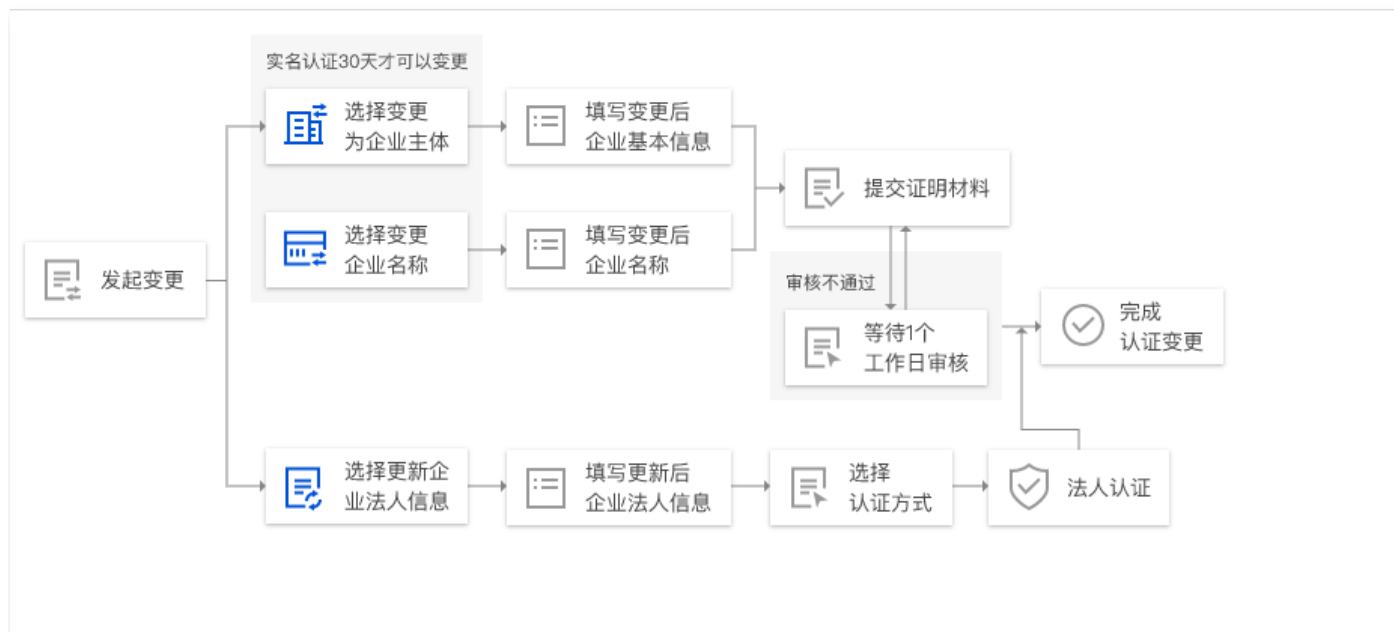 实名认证30天才可以变更
选择变更
为企业主体
填写变更后
企业基本信息
提交证明材料
选择变更
企业名称
填写变更后
企业名称
发起变更
审核不通过
等待1个
工作日审核
完成
认证变更
选择更新企
业法人信息
填写更新后
企业法人信息
选择
认证方式
法人认证